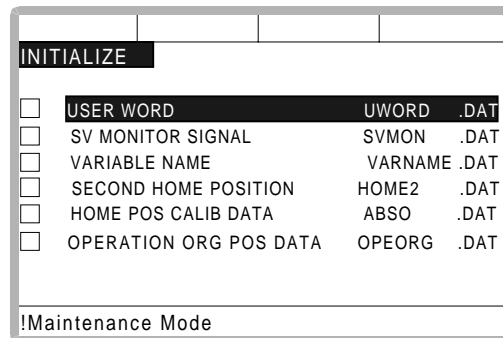 INITIALIZE
USER WORD UWORD .DAT
SV MONITOR SIGNAL SVMON .DAT
VARIABLE NAME VARNAME .DAT
SECOND HOME POSITION HOME2 .DAT
HOME POS CALIB DATA ABSO .DAT
OPERATION ORG POS DATA OPEORG .DAT
!Maintenance Mode